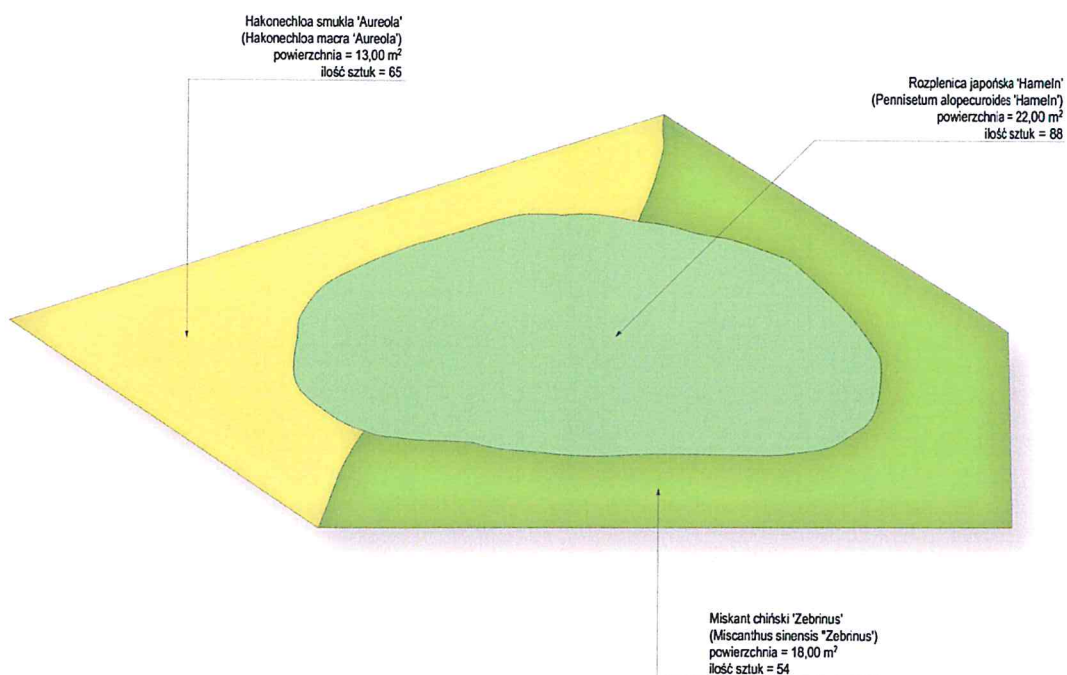 Hakonechloa smukla 'Aureola'
(Hakonechloa macra 'Aureola')
powierzchnia = 13,00 m²
ilość sztuk = 65
Rozplenica japońska 'Hameln'
(Pennisetum alopecuroides 'Hameln')
powierzchnia = 22,00 m²
ilość sztuk = 88
Miskant chiński 'Zebrinus'
(Miscanthus sinensis "Zebrinus')
powierzchnia = 18,00 m²
ilość sztuk = 54